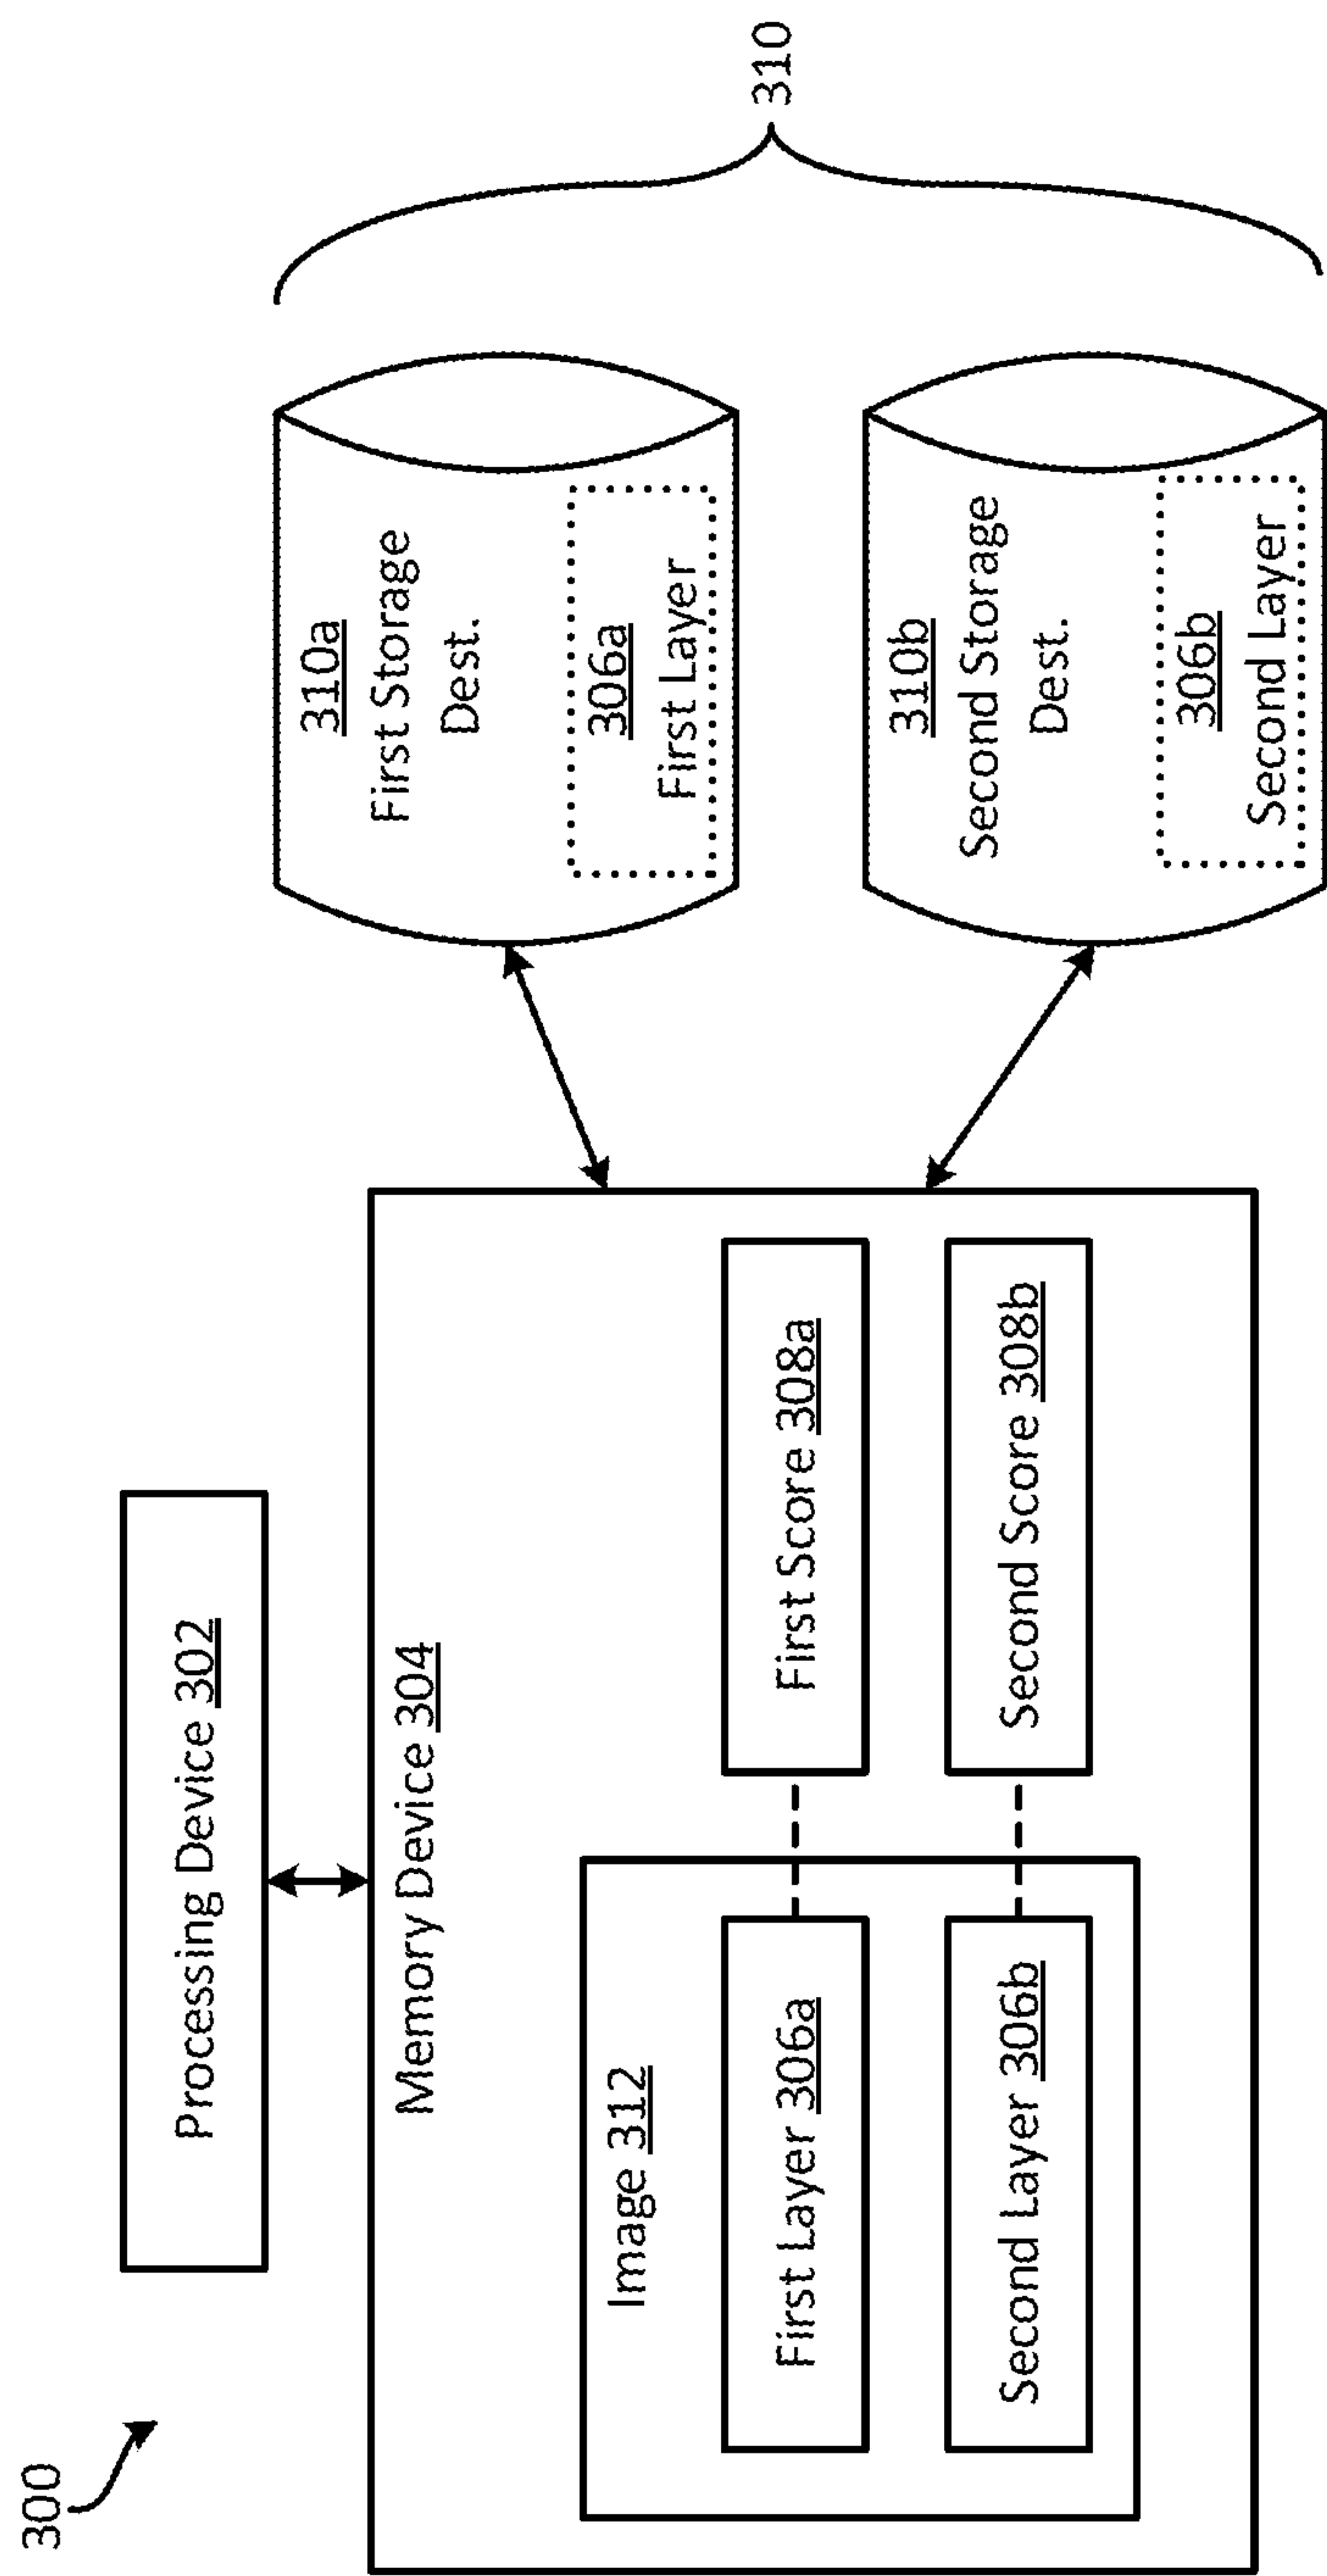 300
Processing Device 302
Memory Device 304
Image 312
First Layer 306a
First Score 308a
Second Layer 306b
Second Score 308b
310a
First Storage
Dest.
306a
First Layer
310b
Second Storage
Dest.
306b
Second Layer
310